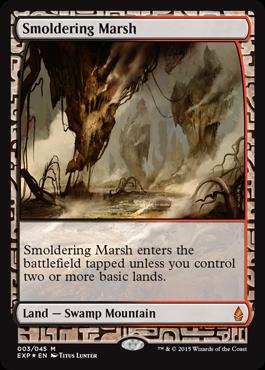 Smoldering Marsh
Smoldering Marsh enters the
battlefield tapped unless you control
two or more basic lands.
Land — Swamp Mountain
003/045 M
EXP • EN Titus Lunter
™ & © 2015 Wizards of the Coast